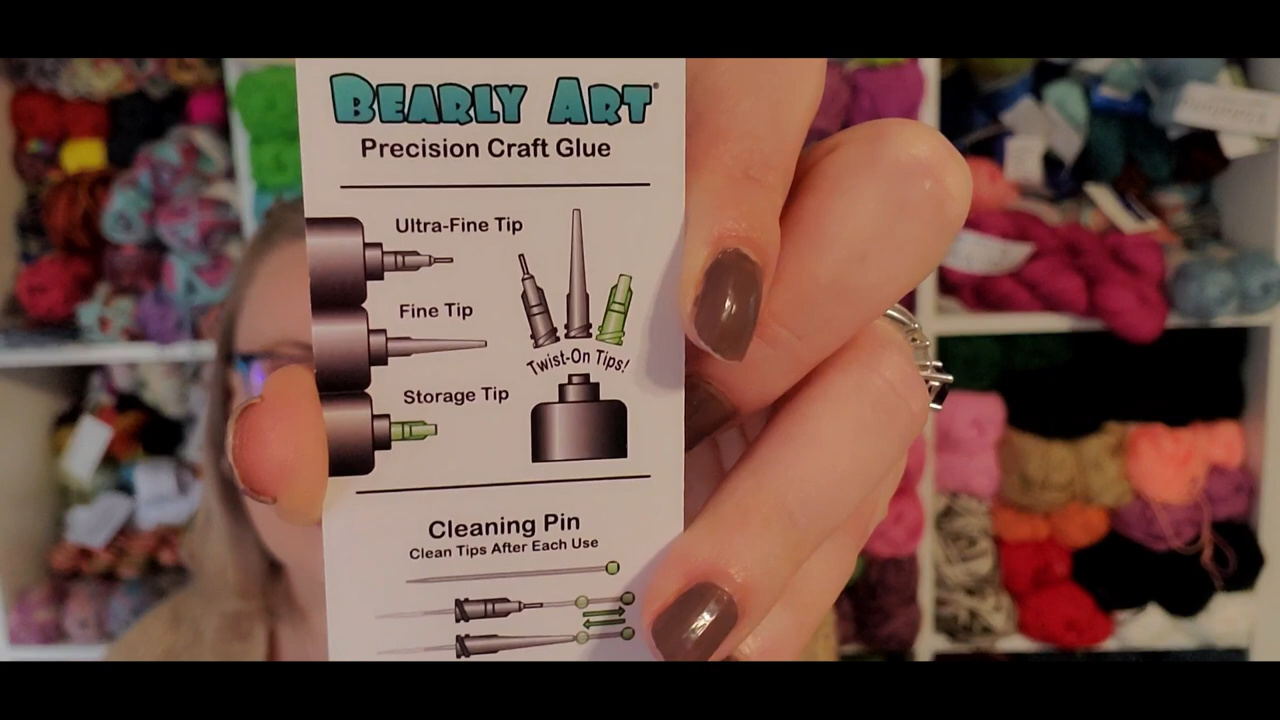 BEARLY ART®
Precision Craft Glue
Ultra-Fine Tip
Fine Tip
Storage Tip
Twist-On Tips!
Cleaning Pin
Clean Tips After Each Use